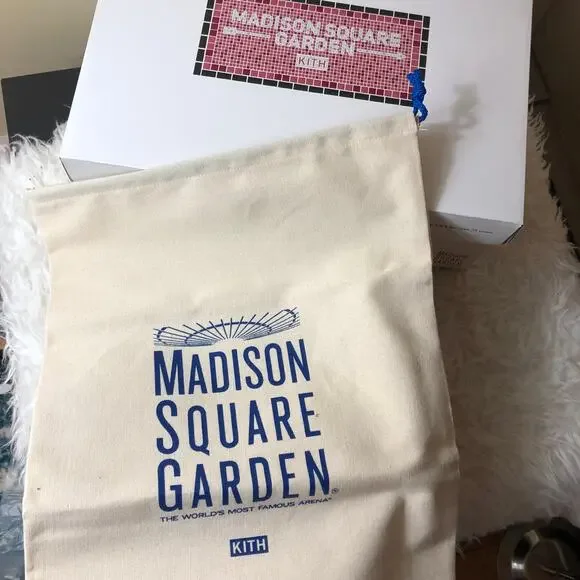 MADISON SQUARE
GARDEN
KITH
MADISON
SQUARE
GARDEN®
THE WORLD'S MOST FAMOUS ARENA
KITH